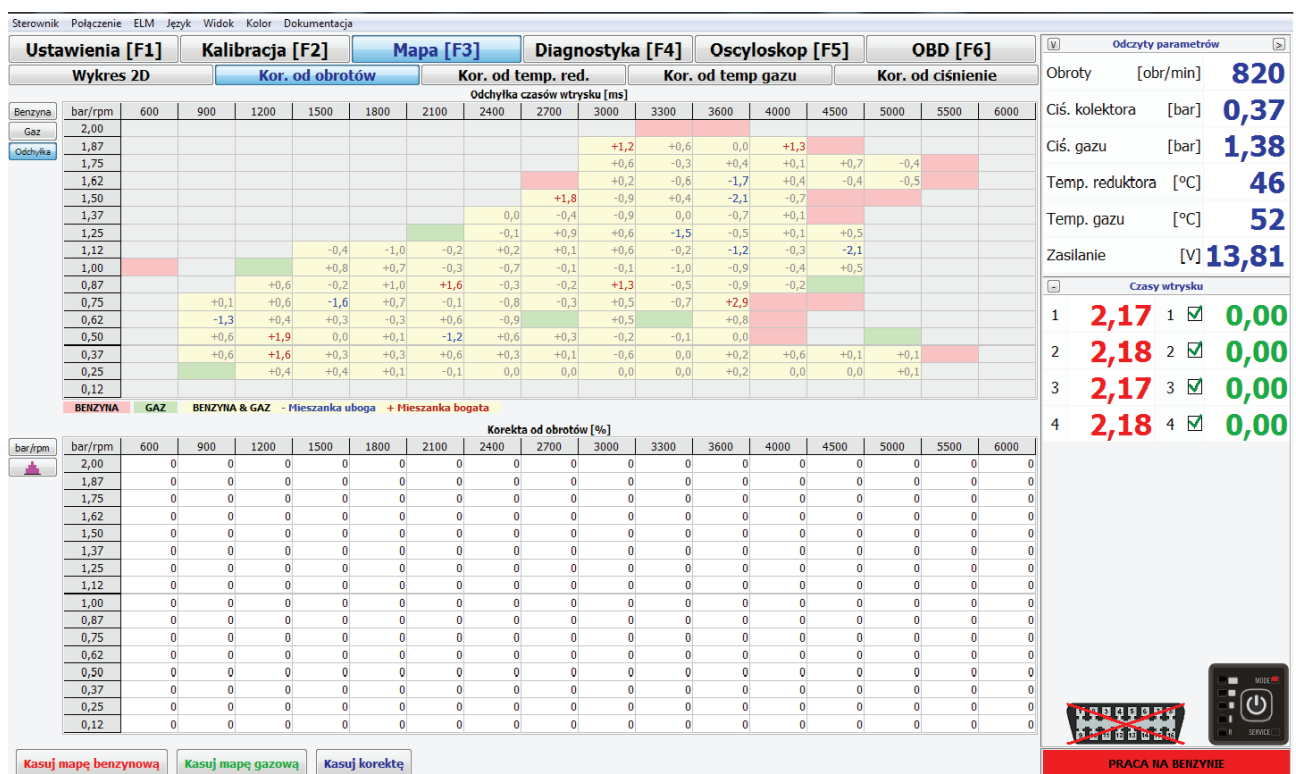 Sterownik Połączenie ELM Język Widok Kolor Dokumentacja
Ustawienia [F1] Kalibracja [F2] Mapa [F3] Diagnostyka [F4] Oscyloskop [F5] OBD [F6]
Wykres 2D Kor. od obrotów Kor. od temp. red. Kor. od temp gazu Kor. od ciśnienie
Odchyłka czasów wtrysku [ms]
Benzyna bar/rpm 600 900 1200 1500 1800 2100 2400 2700 3000 3300 3600 4000 4500 5000 5500 6000
Gaz 2,00
Odchyłka 1,87 +1,2 +0,6 0,0 +1,3
1,75 +0,6 -0,3 +0,4 +0,1 +0,7 -0,4
1,62 +0,2 -0,6 -1,7 +0,4 -0,4 -0,5
1,50 +1,8 -0,9 +0,4 -2,1 -0,7
1,37 0,0 -0,4 -0,9 0,0 -0,7 +0,1
1,25 -0,1 +0,9 +0,6 -1,5 -0,5 +0,1 +0,5
1,12 -0,4 -1,0 -0,2 +0,2 +0,1 +0,6 -0,2 -1,2 -0,3 -2,1
1,00 +0,8 +0,7 -0,3 -0,7 -0,1 -0,1 -1,0 -0,9 -0,4 +0,5
0,87 +0,6 -0,2 +1,0 +1,6 -0,3 -0,2 +1,3 -0,5 -0,9 -0,2
0,75 +0,1 +0,6 -1,6 +0,7 -0,1 -0,8 -0,3 +0,5 -0,7 +2,9
0,62 -1,3 +0,4 +0,3 -0,3 +0,6 -0,9 +0,5 +0,8
0,50 +0,6 +1,9 0,0 +0,1 -1,2 +0,6 +0,3 -0,2 -0,1 0,0
0,37 +0,6 +1,6 +0,3 +0,3 +0,6 +0,3 +0,1 -0,6 0,0 +0,2 +0,6 +0,1 +0,1
0,25 +0,4 +0,4 +0,1 -0,1 0,0 0,0 0,0 0,0 +0,2 0,0 0,0 +0,1
0,12
BENZYNA GAZ BENZYNA & GAZ - Mieszanka uboga + Mieszanka bogata
Korekta od obrotów [%]
bar/rpm bar/rpm 600 900 1200 1500 1800 2100 2400 2700 3000 3300 3600 4000 4500 5000 5500 6000
2,00 0 0 0 0 0 0 0 0 0 0 0 0 0 0 0 0
1,87 0 0 0 0 0 0 0 0 0 0 0 0 0 0 0 0
1,75 0 0 0 0 0 0 0 0 0 0 0 0 0 0 0 0
1,62 0 0 0 0 0 0 0 0 0 0 0 0 0 0 0 0
1,50 0 0 0 0 0 0 0 0 0 0 0 0 0 0 0 0
1,37 0 0 0 0 0 0 0 0 0 0 0 0 0 0 0 0
1,25 0 0 0 0 0 0 0 0 0 0 0 0 0 0 0 0
1,12 0 0 0 0 0 0 0 0 0 0 0 0 0 0 0 0
1,00 0 0 0 0 0 0 0 0 0 0 0 0 0 0 0 0
0,87 0 0 0 0 0 0 0 0 0 0 0 0 0 0 0 0
0,75 0 0 0 0 0 0 0 0 0 0 0 0 0 0 0 0
0,62 0 0 0 0 0 0 0 0 0 0 0 0 0 0 0 0
0,50 0 0 0 0 0 0 0 0 0 0 0 0 0 0 0 0
0,37 0 0 0 0 0 0 0 0 0 0 0 0 0 0 0 0
0,25 0 0 0 0 0 0 0 0 0 0 0 0 0 0 0 0
0,12 0 0 0 0 0 0 0 0 0 0 0 0 0 0 0 0
Kasuj mapę benzynową Kasuj mapę gazową Kasuj korektę
V Odczyty parametrów >
Obroty [obr/min] 820
Ciś. kolektora [bar] 0,37
Ciś. gazu [bar] 1,38
Temp. reduktora [°C] 46
Temp. gazu [°C] 52
Zasilanie [V] 13,81
- Czasy wtrysku
1 2,17 1 0,00
2 2,18 2 0,00
3 2,17 3 0,00
4 2,18 4 0,00
MODE
R SERVICE
PRACA NA BENZYNIE